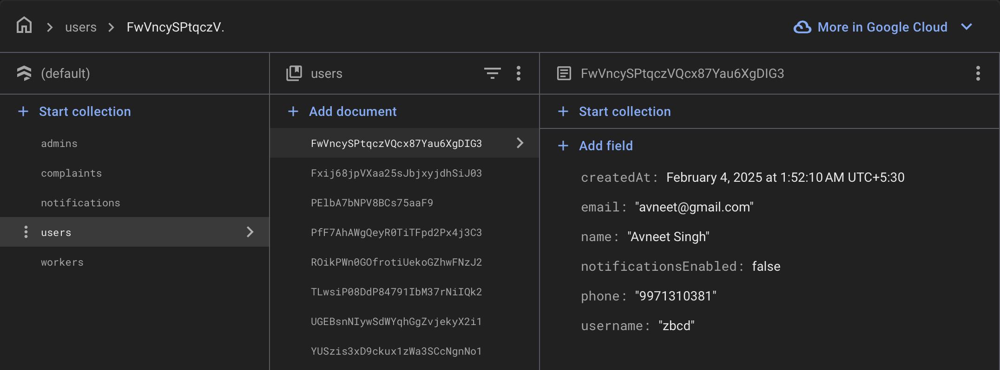 users
FwVncySPtqczV.
More in Google Cloud
(default)
Start collection
admins
complaints
notifications
users
workers
users
Add document
FwVncySPtqczVQcx87Yau6XgDIG3
Fxij68jpVXaa25sJbjxyjdhSiJ03
PElbA7bNPV8BCs75aaF9
PfF7AhAWgQeyR0TiTFpd2Px4j3C3
ROikPWn0GOfrotiUekoGZhwFNzJ2
TLwsiP08DdP84791IbM37rNiIQk2
UGEBsnNIywSdWYqhGgZvjekyX2i1
YUSzis3xD9ckux1zWa3SCcNgnNo1
FwVncySPtqczVQcx87Yau6XgDIG3
Start collection
Add field
createdAt: February 4, 2025 at 1:52:10 AM UTC+5:30
email: "avneet@gmail.com"
name: "Avneet Singh"
notificationsEnabled: false
phone: "9971310381"
username: "zbcd"